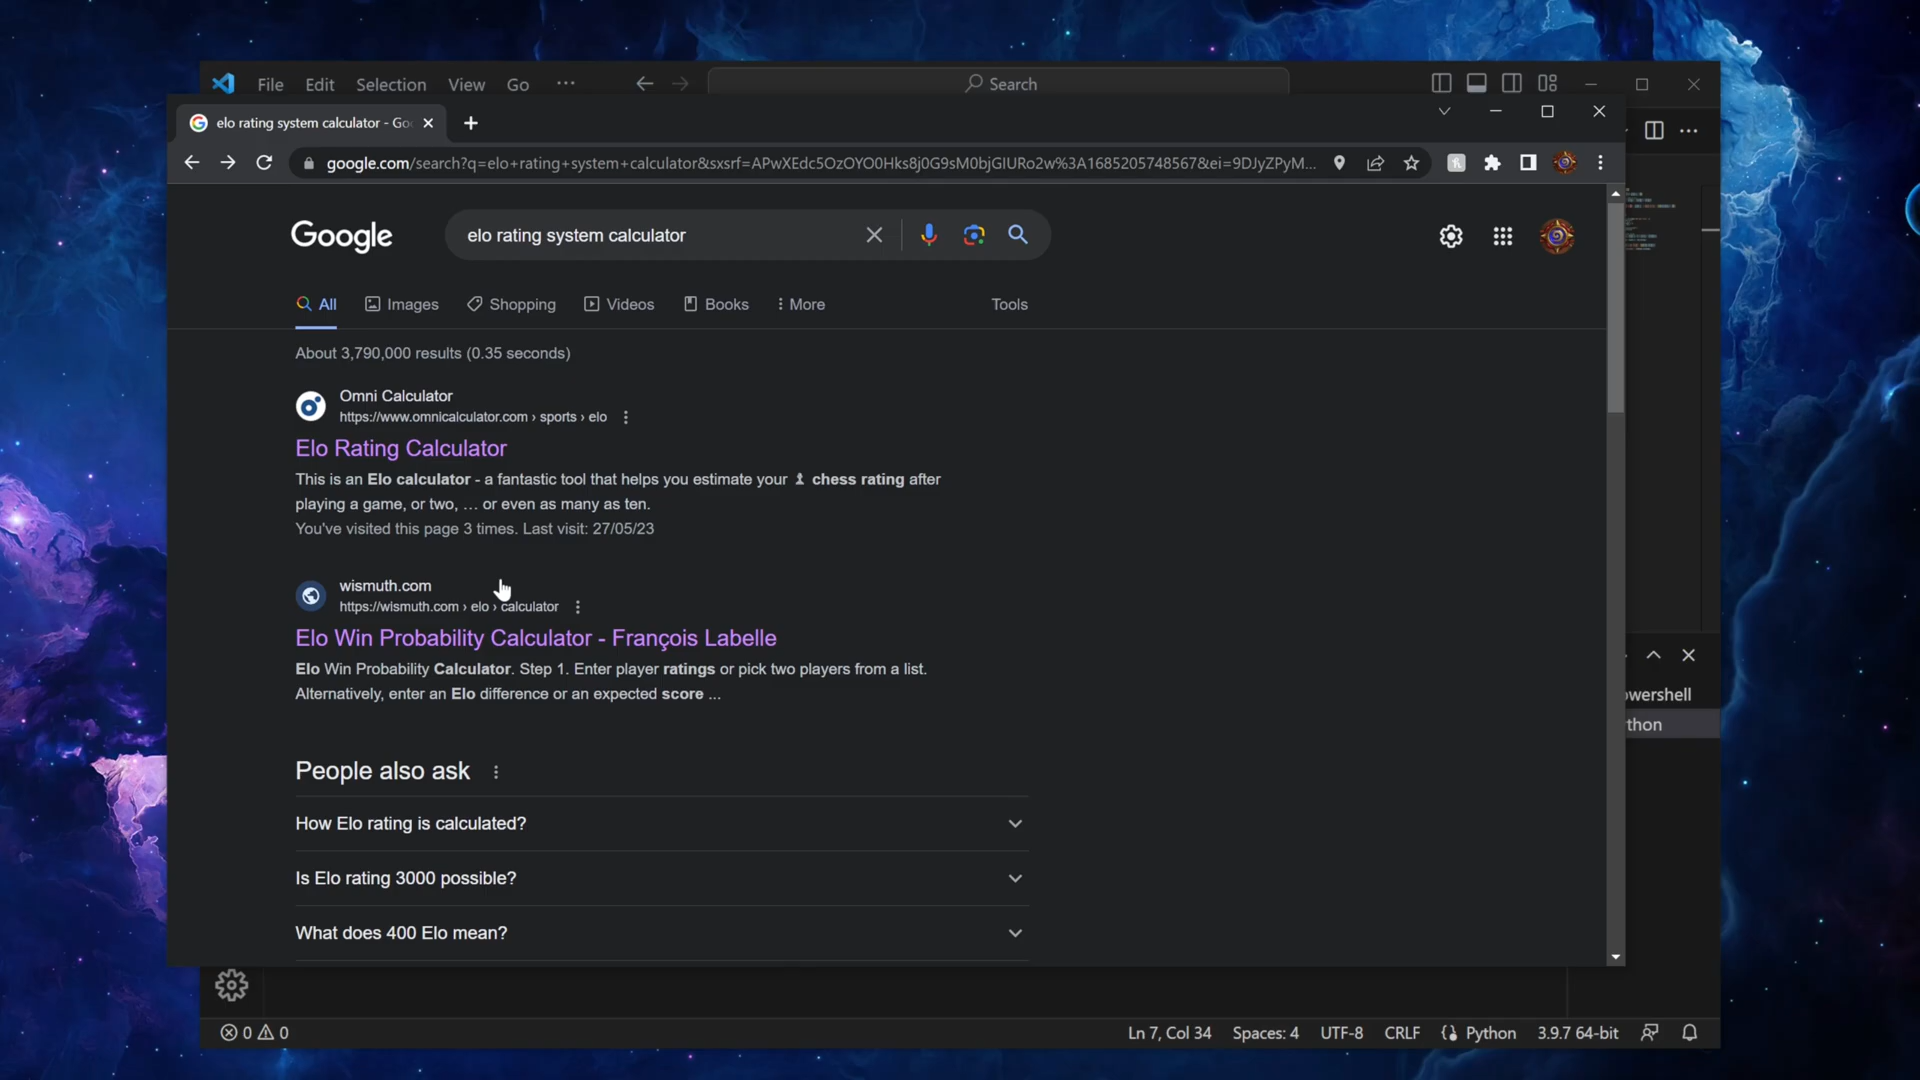 File Edit Selection View Go ··· Search
elo rating system calculator - Goo
google.com/search?q=elo+rating+system+calculator&sxsrf=APwXEdc5OzOYO0Hks8j0G9sM0bjGIURo2w%3A1685205748567&ei=9DJyZPyM...
Google
elo rating system calculator
All Images Shopping Videos Books More Tools
About 3,790,000 results (0.35 seconds)
Omni Calculator
https://www.omnicalculator.com › sports › elo
Elo Rating Calculator
This is an Elo calculator - a fantastic tool that helps you estimate your ♟ chess rating after
playing a game, or two, ... or even as many as ten.
You've visited this page 3 times. Last visit: 27/05/23
wismuth.com
https://wismuth.com › elo › calculator
Elo Win Probability Calculator - François Labelle
Elo Win Probability Calculator. Step 1. Enter player ratings or pick two players from a list.
Alternatively, enter an Elo difference or an expected score ...
owershell
thon
People also ask
How Elo rating is calculated?
Is Elo rating 3000 possible?
What does 400 Elo mean?
0 0 Ln 7, Col 34 Spaces: 4 UTF-8 CRLF Python 3.9.7 64-bit